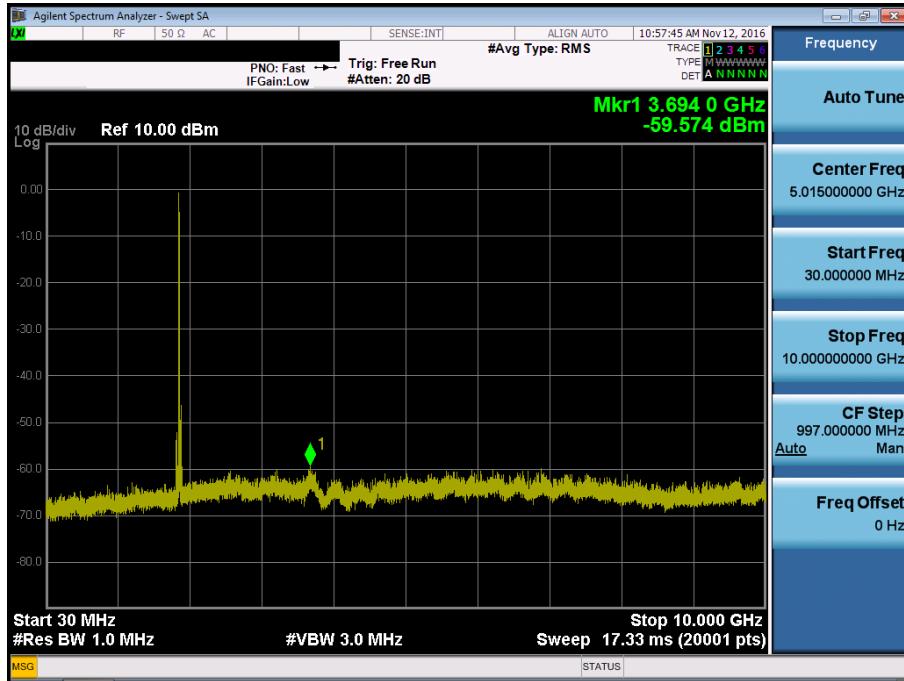 Agilent Spectrum Analyzer - Swept SA
LXI RF 50 Ω AC SENSE:INT ALIGN AUTO 10:57:45 AM Nov 12, 2016
Frequency
#Avg Type: RMS
TRACE 1 2 3 4 5 6
PNO: Fast Trig: Free Run
TYPE M W W W W W
IFGain:Low #Atten: 20 dB
DET A N N N N N
Auto Tune
Mkr1 3.694 0 GHz
10 dB/div Ref 10.00 dBm -59.574 dBm
Log
Center Freq
5.015000000 GHz
0.00
-10.0
Start Freq
30.000000 MHz
-20.0
-30.0
Stop Freq
10.000000000 GHz
-40.0
-50.0
CF Step
997.000000 MHz
Auto Man
1
-60.0
Freq Offset
0 Hz
-70.0
-80.0
Start 30 MHz Stop 10.000 GHz
#Res BW 1.0 MHz #VBW 3.0 MHz Sweep 17.33 ms (20001 pts)
MSG STATUS